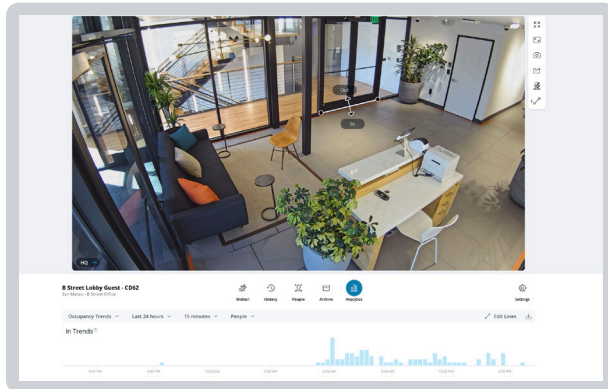 Out
In
HQ
B Street Lobby Guest - CD62
San Mateo - B Street Office
Motion
History
People
Archive
Analytics
Settings
Occupancy Trends
Last 24 hours
15 minutes
People
Edit Lines
In Trends